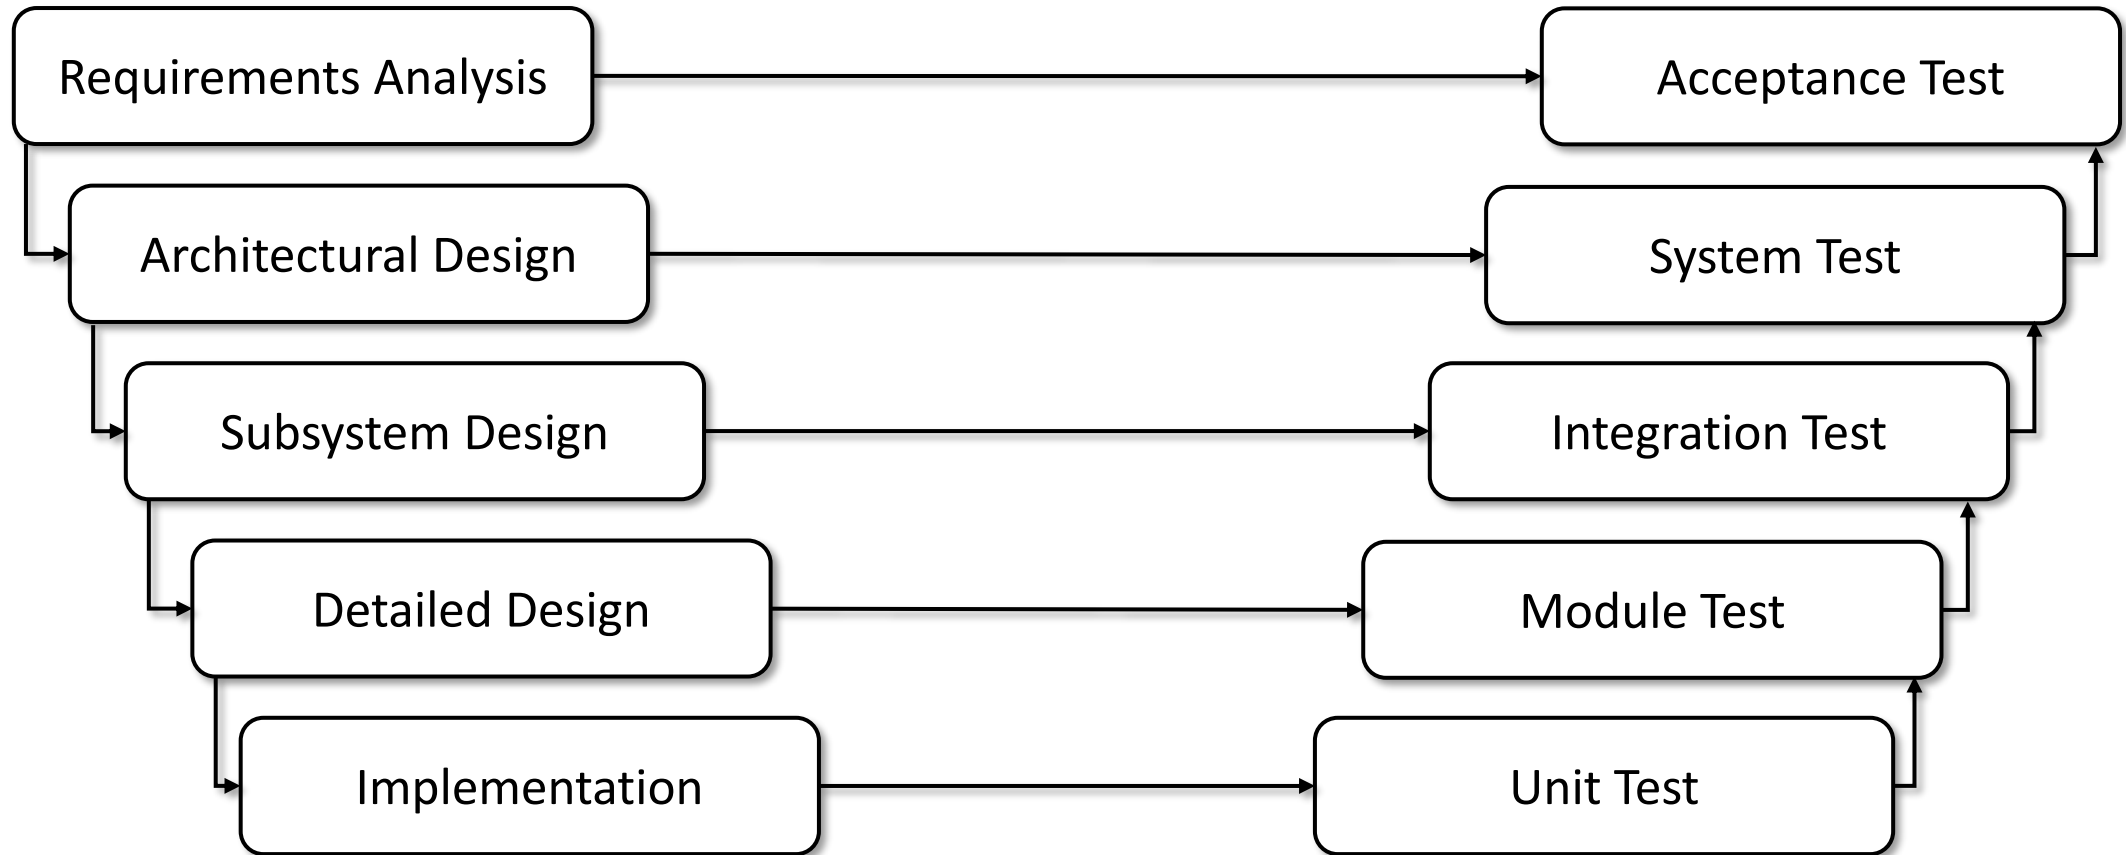 Requirements Analysis
Acceptance Test
Architectural Design
System Test
Subsystem Design
Integration Test
Detailed Design
Module Test
Implementation
Unit Test